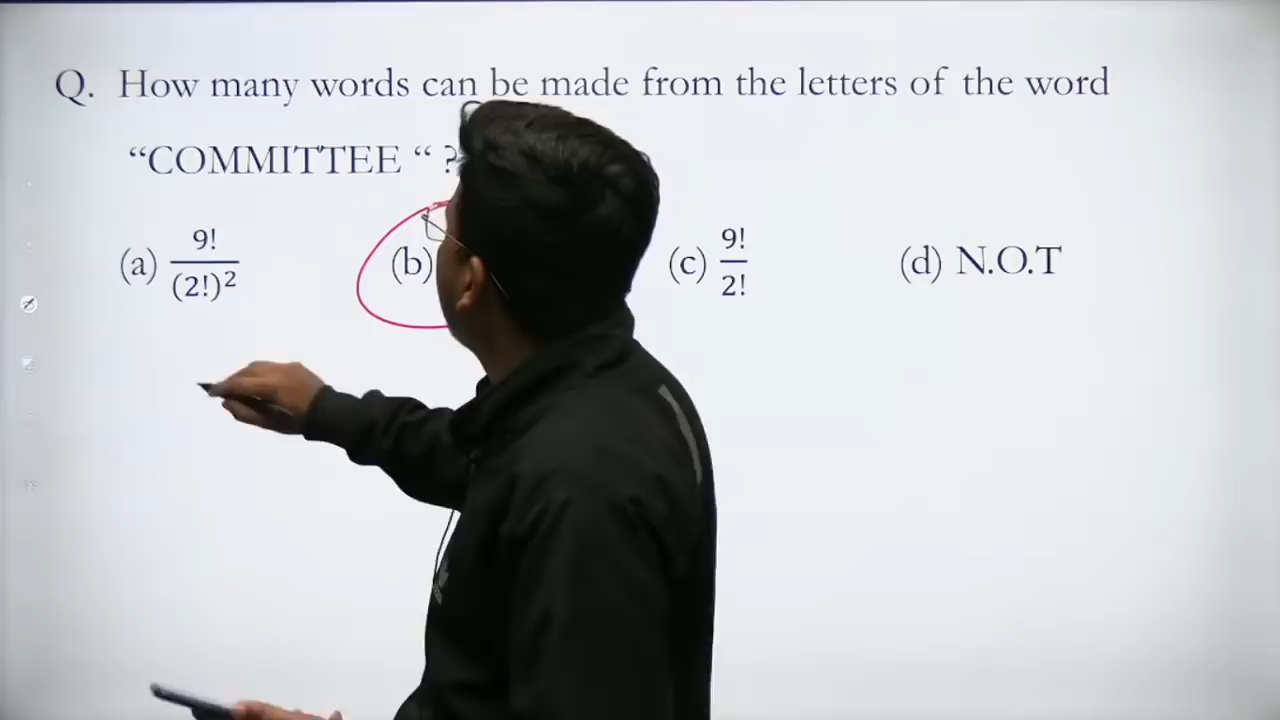 Q. How many words can be made from the letters of the word
“COMMITTEE “ ?
(a) 9!/(2!)² (b) (c) 9!/2! (d) N.O.T